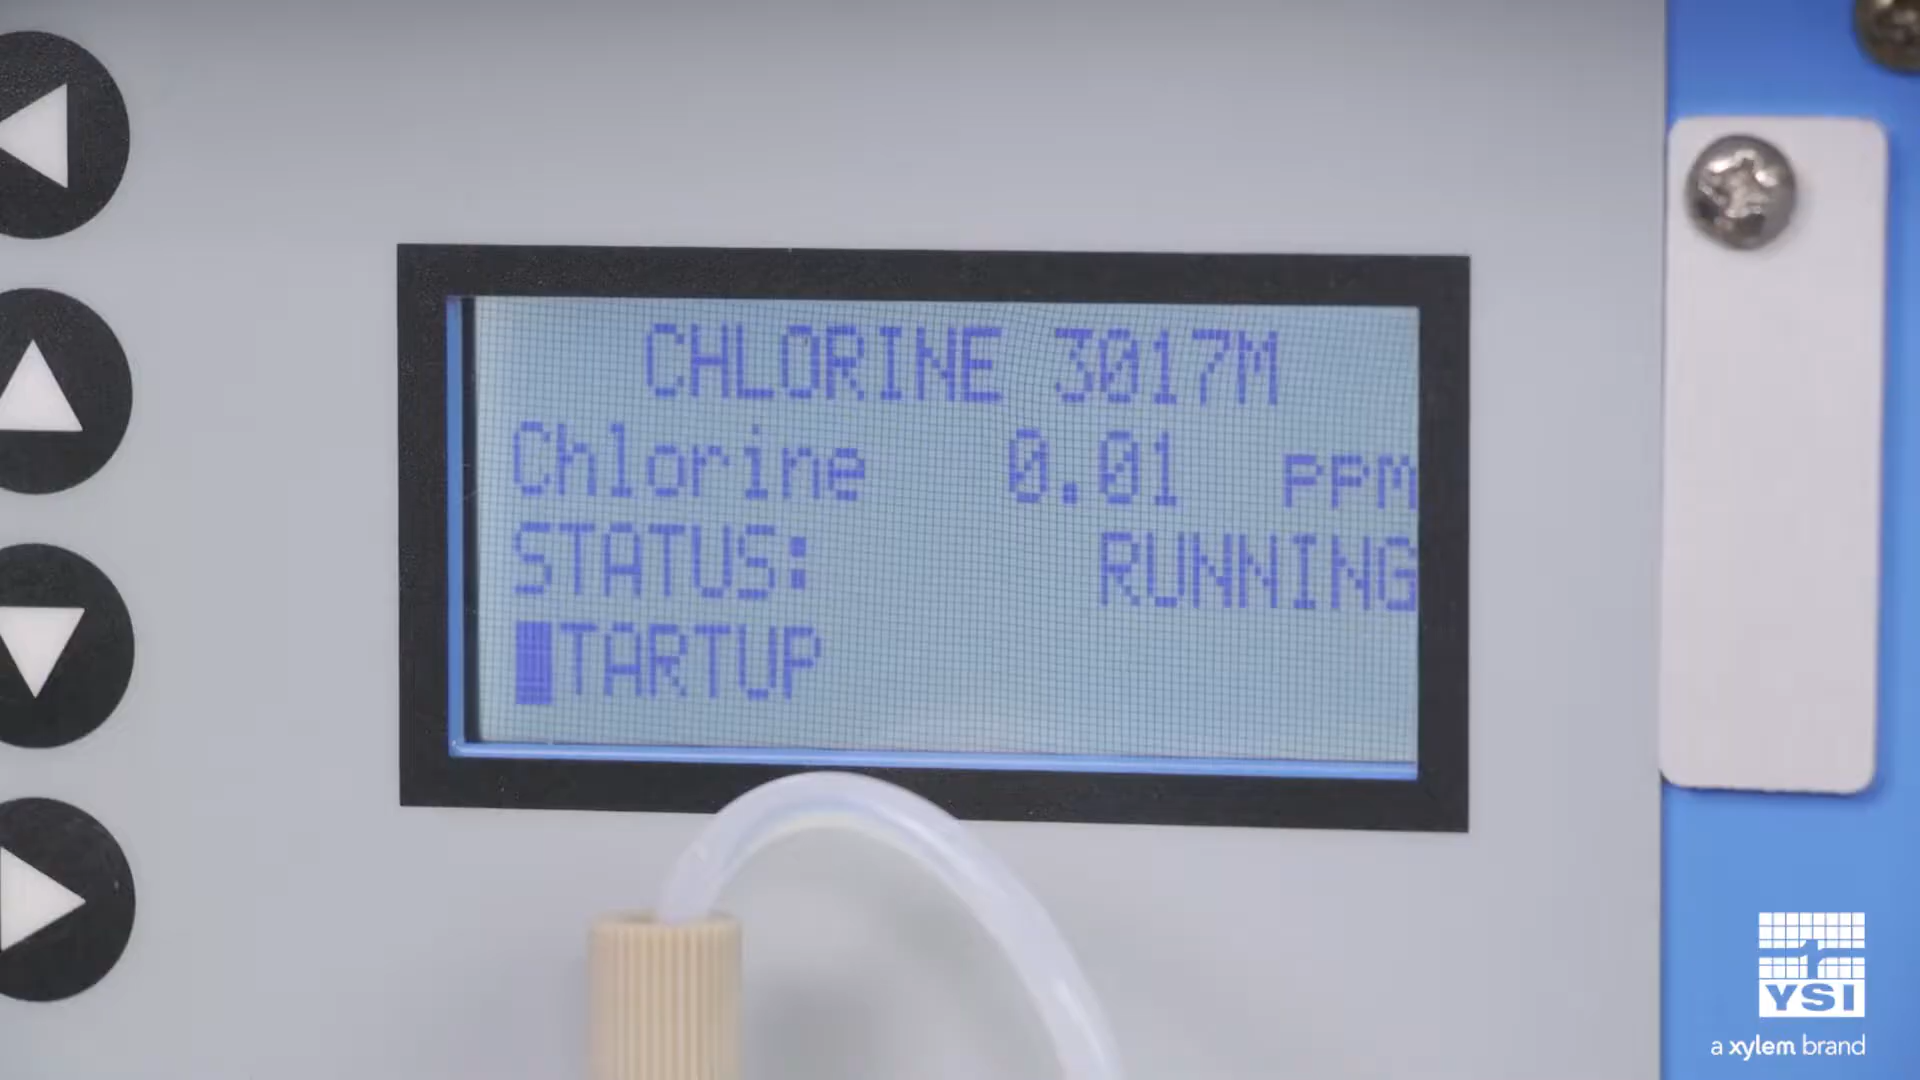 CHLORINE 3017M
Chlorine 0.01 ppm
STATUS: RUNNING
TARTUP
YSI
a xylem brand